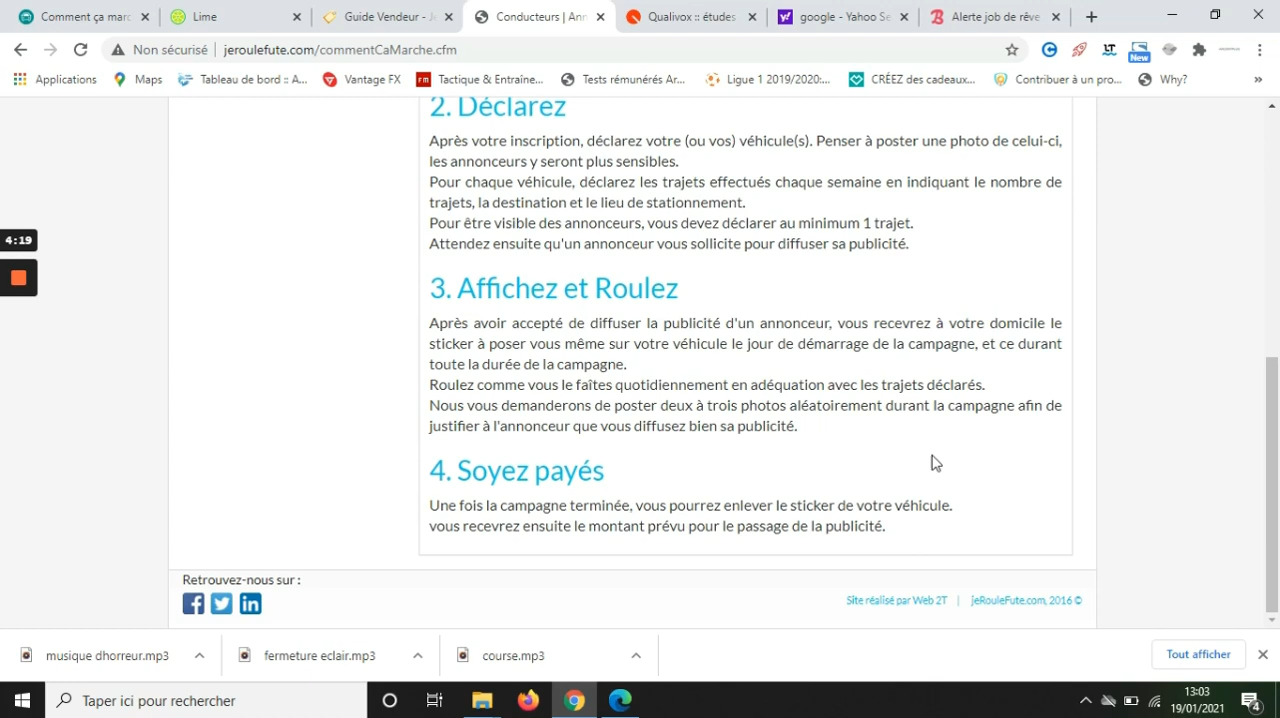 Comment ça marc
Lime
Guide Vendeur - Je
Conducteurs | Ann
Qualivox :: études
google - Yahoo Se
Alerte job de rêve
Non sécurisé
jeroulefute.com/commentCaMarche.cfm
New
Applications
Maps
Tableau de bord :: A...
Vantage FX
Tactique & Entraîne...
Tests rémunérés Ar...
Ligue 1 2019/2020:...
CRÉEZ des cadeaux...
Contribuer à un pro...
Why?
»
2. Déclarez
Après votre inscription, déclarez votre (ou vos) véhicule(s). Penser à poster une photo de celui-ci,
les annonceurs y seront plus sensibles.
Pour chaque véhicule, déclarez les trajets effectués chaque semaine en indiquant le nombre de
trajets, la destination et le lieu de stationnement.
Pour être visible des annonceurs, vous devez déclarer au minimum 1 trajet.
Attendez ensuite qu'un annonceur vous sollicite pour diffuser sa publicité.
4:19
3. Affichez et Roulez
Après avoir accepté de diffuser la publicité d'un annonceur, vous recevrez à votre domicile le
sticker à poser vous même sur votre véhicule le jour de démarrage de la campagne, et ce durant
toute la durée de la campagne.
Roulez comme vous le faîtes quotidiennement en adéquation avec les trajets déclarés.
Nous vous demanderons de poster deux à trois photos aléatoirement durant la campagne afin de
justifier à l'annonceur que vous diffusez bien sa publicité.
4. Soyez payés
Une fois la campagne terminée, vous pourrez enlever le sticker de votre véhicule.
vous recevrez ensuite le montant prévu pour le passage de la publicité.
Retrouvez-nous sur :
Site réalisé par Web 2T | jeRouleFute.com, 2016 ©
musique dhorreur.mp3
fermeture eclair.mp3
course.mp3
Tout afficher
Taper ici pour rechercher
13:03
19/01/2021
4